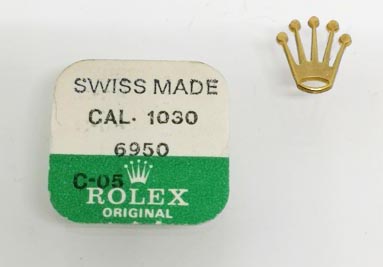 SWISS MADE
CAL. 1030
6950
C-05
ROLEX
ORIGINAL